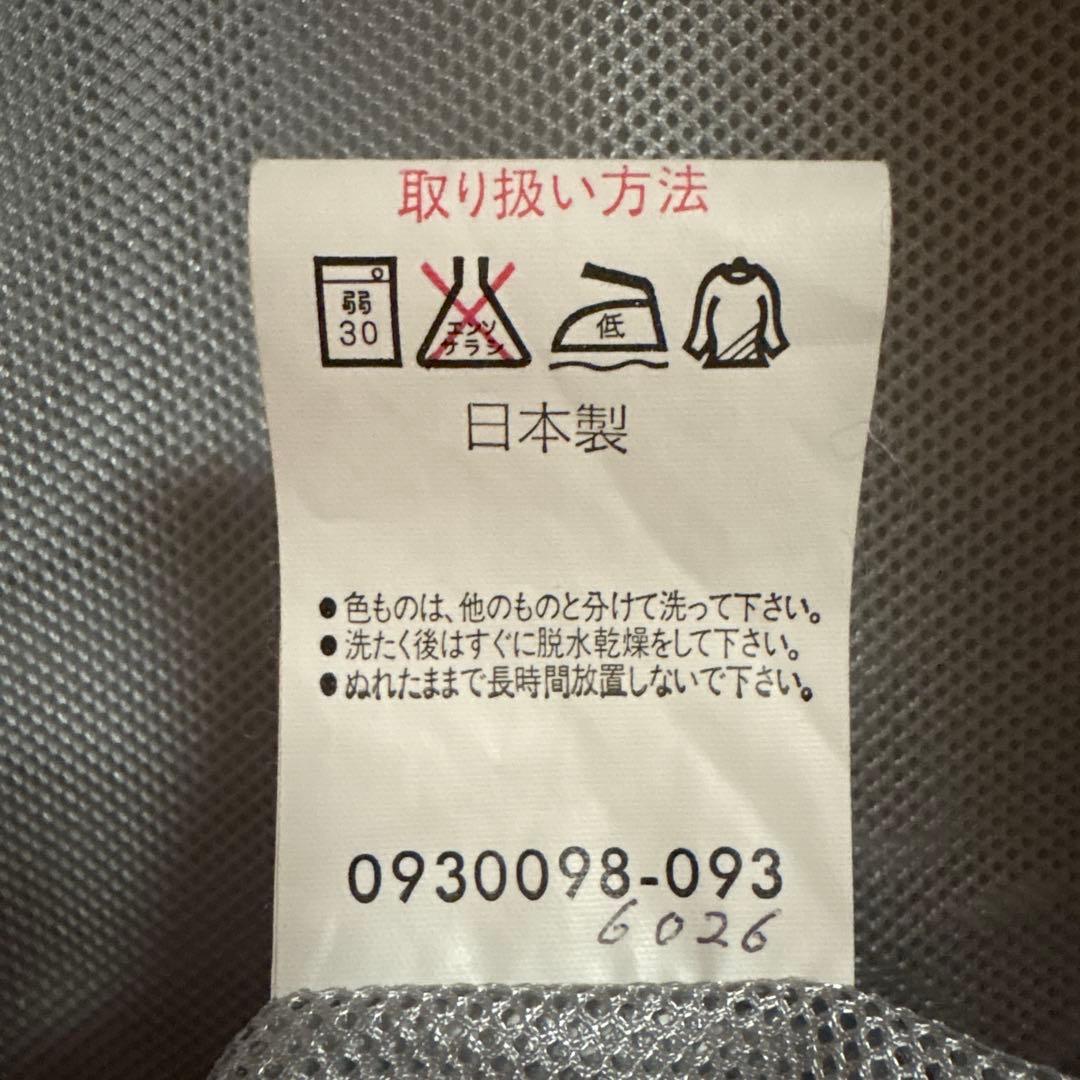 取り扱い方法
弱
30
エンソ
サラシ
低
日本製
●色ものは、他のものと分けて洗って下さい。
●洗たく後はすぐに脱水乾燥をして下さい。
●ぬれたままで長時間放置しないで下さい。
0930098-093
6026